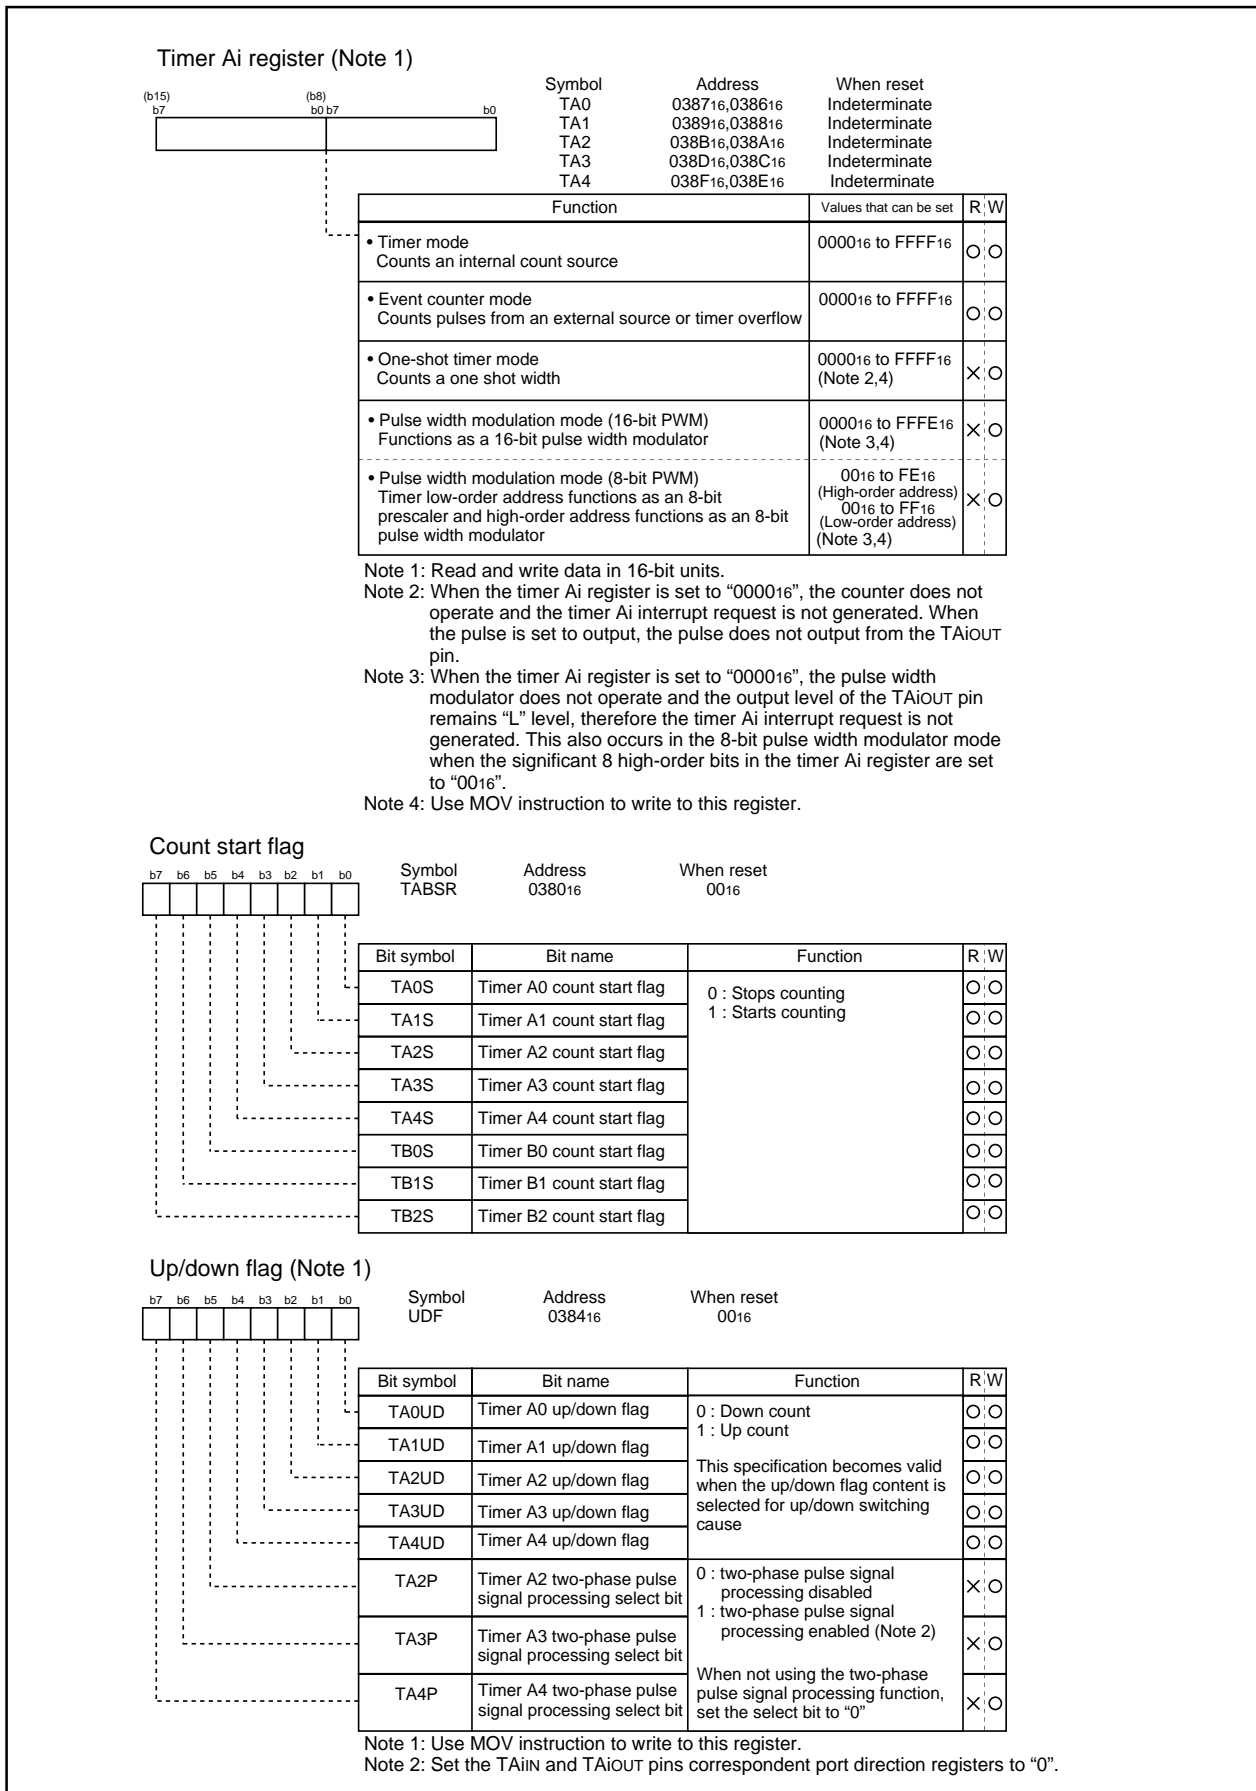 Timer Ai register (Note 1)
(b15) (b8)
b7 b0 b7 b0
Symbol Address When reset
TA0 038716,038616 Indeterminate
TA1 038916,038816 Indeterminate
TA2 038B16,038A16 Indeterminate
TA3 038D16,038C16 Indeterminate
TA4 038F16,038E16 Indeterminate
Function Values that can be set R W
• Timer mode 000016 to FFFF16
Counts an internal count source
• Event counter mode 000016 to FFFF16
Counts pulses from an external source or timer overflow
• One-shot timer mode 000016 to FFFF16
Counts a one shot width (Note 2,4)
• Pulse width modulation mode (16-bit PWM) 000016 to FFFE16
Functions as a 16-bit pulse width modulator (Note 3,4)
• Pulse width modulation mode (8-bit PWM) 0016 to FE16
Timer low-order address functions as an 8-bit (High-order address)
prescaler and high-order address functions as an 8-bit 0016 to FF16
pulse width modulator (Low-order address)
(Note 3,4)
Note 1: Read and write data in 16-bit units.
Note 2: When the timer Ai register is set to “000016”, the counter does not
operate and the timer Ai interrupt request is not generated. When
the pulse is set to output, the pulse does not output from the TAiOUT
pin.
Note 3: When the timer Ai register is set to “000016”, the pulse width
modulator does not operate and the output level of the TAiOUT pin
remains “L” level, therefore the timer Ai interrupt request is not
generated. This also occurs in the 8-bit pulse width modulator mode
when the significant 8 high-order bits in the timer Ai register are set
to “0016”.
Note 4: Use MOV instruction to write to this register.
Count start flag
b7 b6 b5 b4 b3 b2 b1 b0
Symbol Address When reset
TABSR 038016 0016
Bit symbol Bit name Function R W
TA0S Timer A0 count start flag 0 : Stops counting
TA1S Timer A1 count start flag 1 : Starts counting
TA2S Timer A2 count start flag
TA3S Timer A3 count start flag
TA4S Timer A4 count start flag
TB0S Timer B0 count start flag
TB1S Timer B1 count start flag
TB2S Timer B2 count start flag
Up/down flag (Note 1)
b7 b6 b5 b4 b3 b2 b1 b0
Symbol Address When reset
UDF 038416 0016
Bit symbol Bit name Function R W
TA0UD Timer A0 up/down flag 0 : Down count
TA1UD Timer A1 up/down flag 1 : Up count
TA2UD Timer A2 up/down flag This specification becomes valid
when the up/down flag content is
TA3UD Timer A3 up/down flag selected for up/down switching
TA4UD Timer A4 up/down flag cause
TA2P Timer A2 two-phase pulse 0 : two-phase pulse signal
signal processing select bit processing disabled
1 : two-phase pulse signal
TA3P Timer A3 two-phase pulse processing enabled (Note 2)
signal processing select bit
When not using the two-phase
TA4P Timer A4 two-phase pulse pulse signal processing function,
signal processing select bit set the select bit to “0”
Note 1: Use MOV instruction to write to this register.
Note 2: Set the TAiIN and TAiOUT pins correspondent port direction registers to “0”.